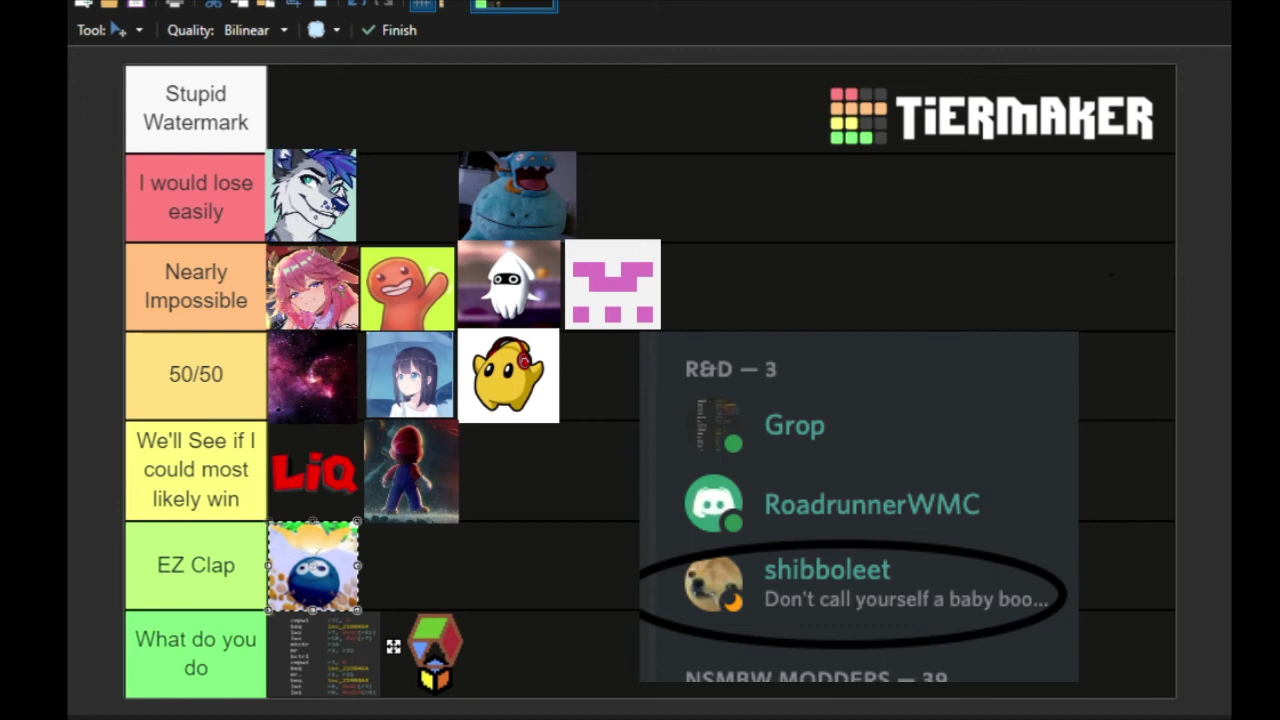 Tool:
Quality: Bilinear
Finish
Stupid
Watermark
TiERMAKER
I would lose
easily
Nearly
Impossible
50/50
R&D — 3
Grop
We'll See if I
could most
likely win
LiQ
RoadrunnerWMC
EZ Clap
shibboleet
Don't call yourself a baby boo...
What do you
do
NSMBW MODDERS — 39